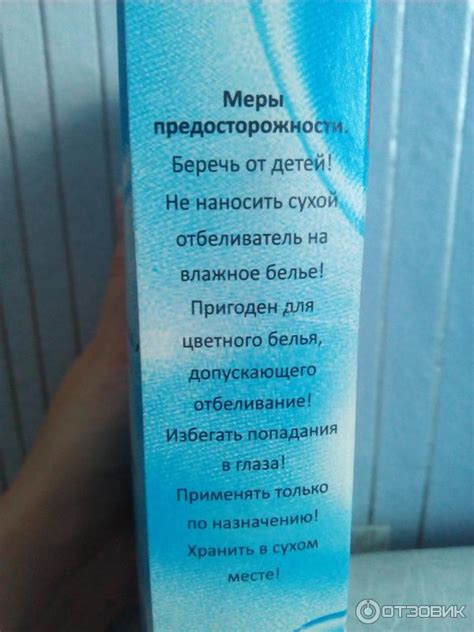 Меры
предосторожности.
Беречь от детей!
Не наносить сухой
отбеливатель на
влажное белье!
Пригоден для
цветного белья,
допускающего
отбеливание!
Избегать попадания
в глаза!
Применять только
по назначению!
Хранить в сухом
месте!
ОТЗОВИК